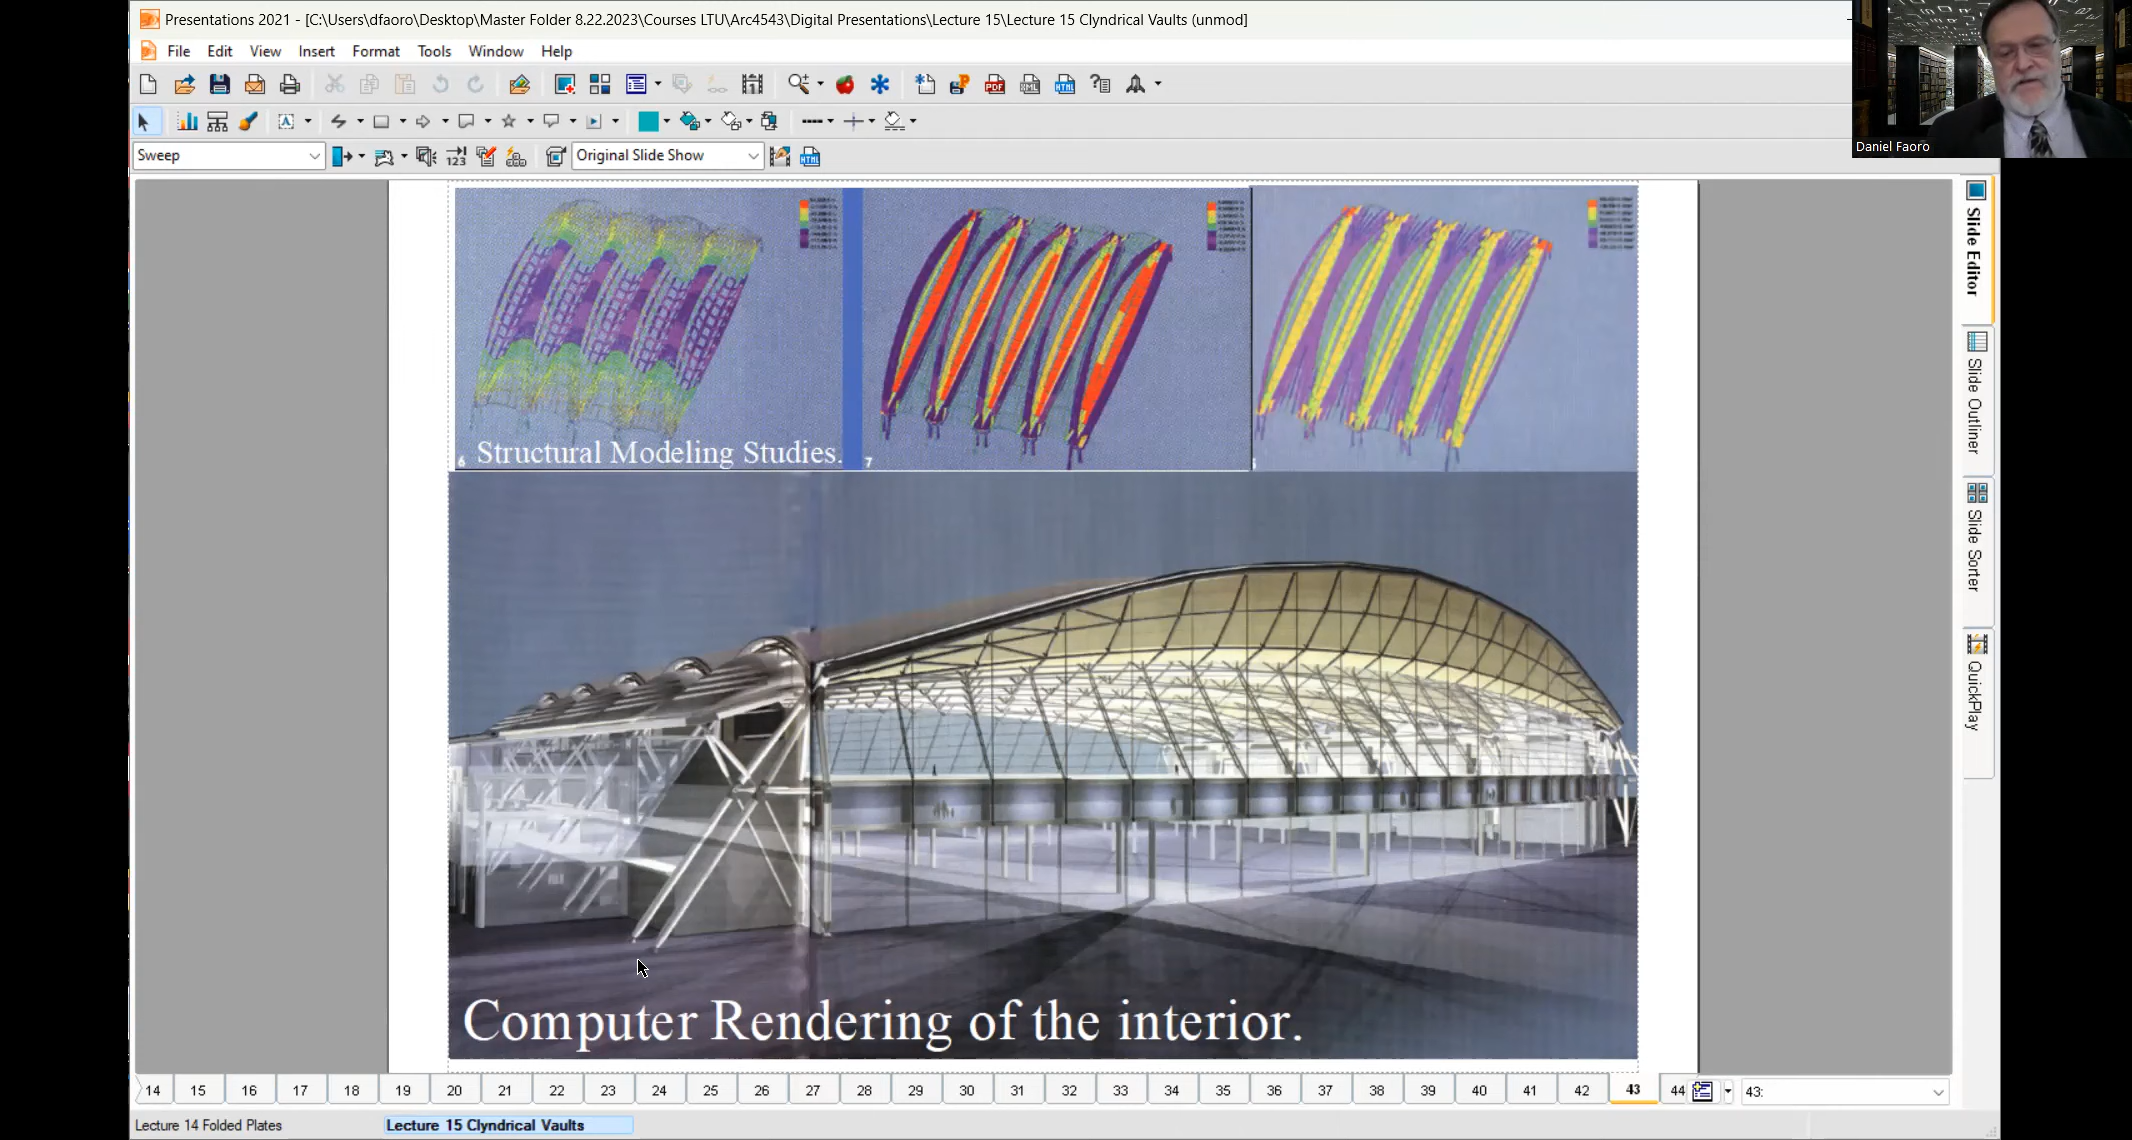 Presentations 2021 - [C:\Users\dfaoro\Desktop\Master Folder 8.22.2023\Courses LTU\Arc4543\Digital Presentations\Lecture 15\Lecture 15 Clyndrical Vaults (unmod]
File Edit View Insert Format Tools Window Help
Daniel Faoro
Sweep
Original Slide Show
Structural Modeling Studies.
6
7
Computer Rendering of the interior.
Slide Editor
Slide Outliner
Slide Sorter
QuickPlay
14 15 16 17 18 19 20 21 22 23 24 25 26 27 28 29 30 31 32 33 34 35 36 37 38 39 40 41 42 43 44
43:
Lecture 14 Folded Plates
Lecture 15 Clyndrical Vaults